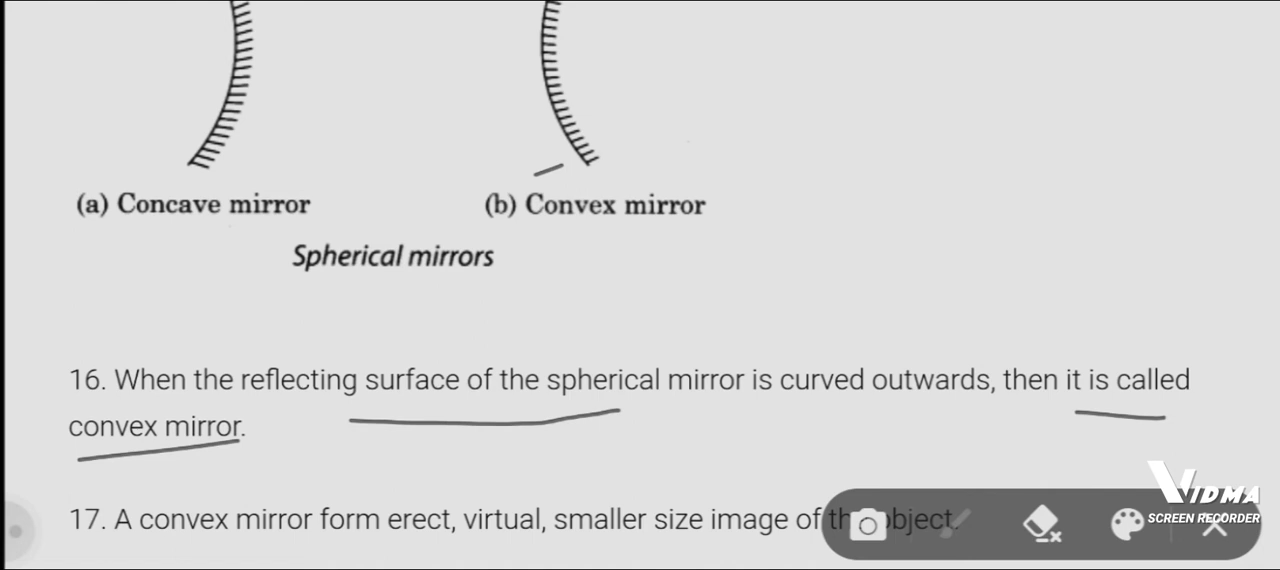 (a) Concave mirror (b) Convex mirror
Spherical mirrors
16. When the reflecting surface of the spherical mirror is curved outwards, then it is called
convex mirror.
17. A convex mirror form erect, virtual, smaller size image of object.
VIDMA
SCREEN RECORDER